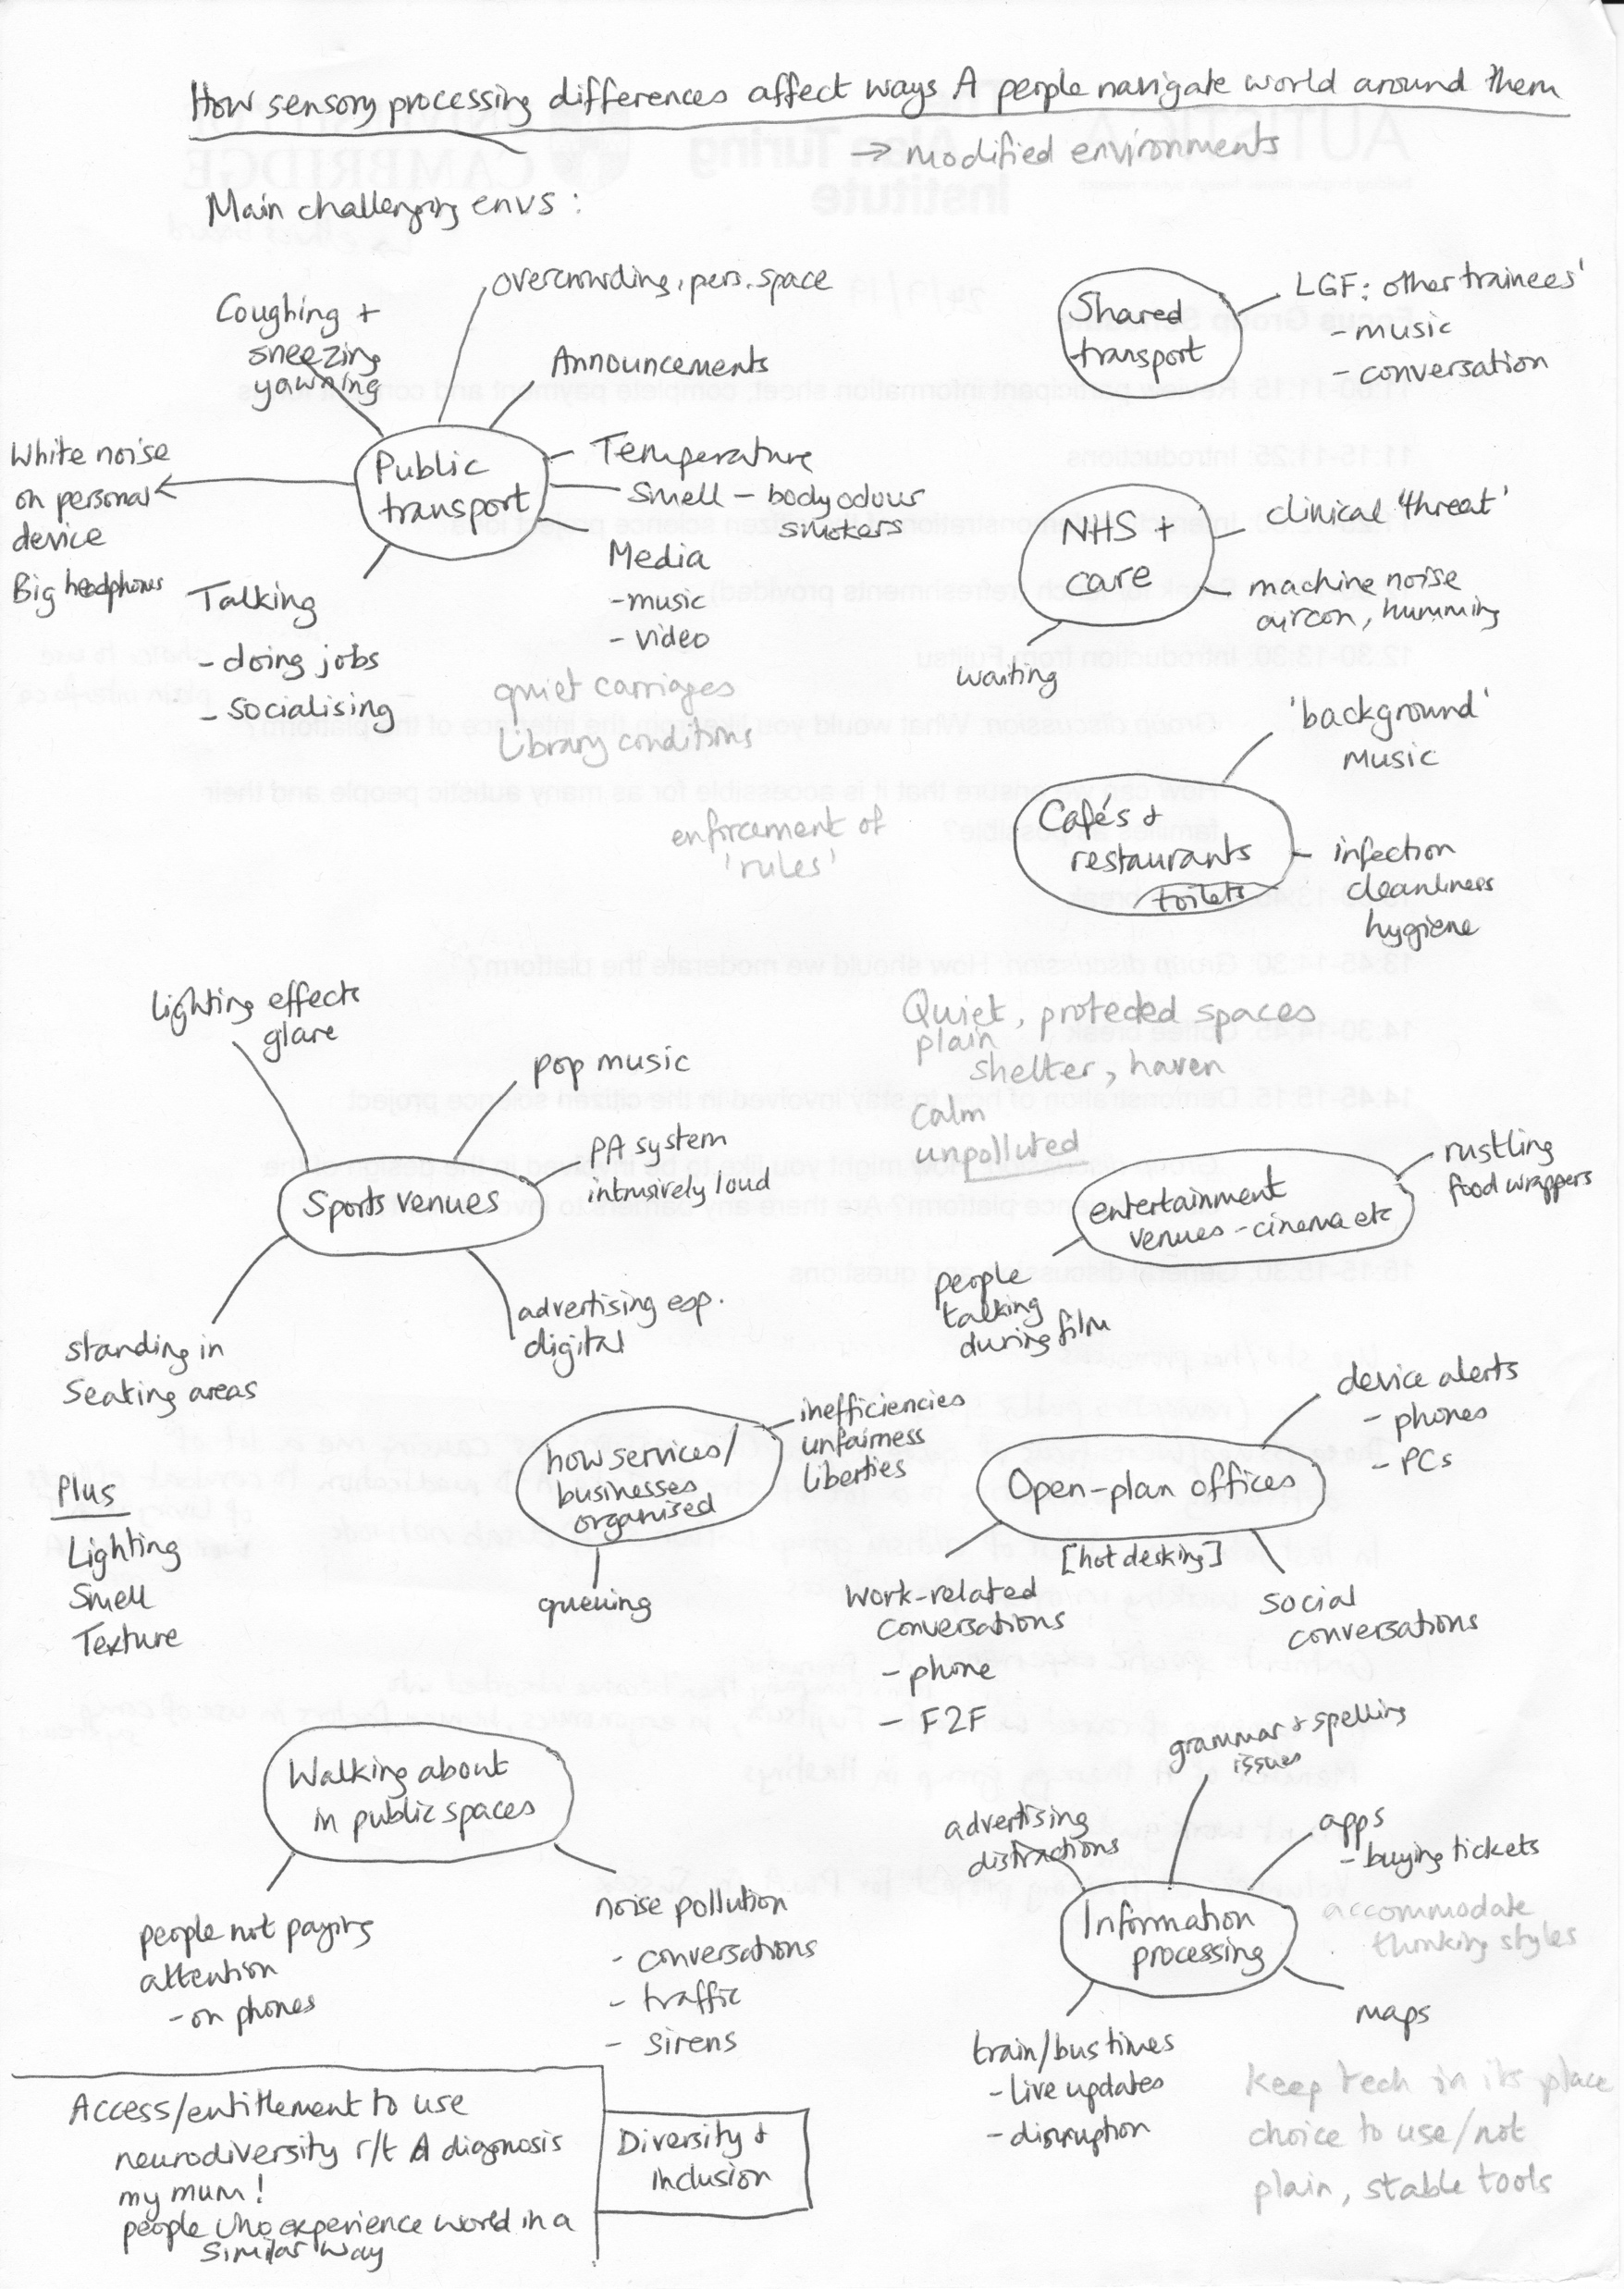 How sensory processing differences affect ways A people navigate world around them
→ modified environments
Main challenging envs :
Coughing +
sneezing
yawning
overcrowding, pers. space
Announcements
Public
transport
White noise
on personal
device
Big headphones
Temperature
Smell – body odour
smokers
Media
- music
- video
Talking
- doing jobs
- socialising
quiet carriages
Library conditions
enforcement of
'rules'
Shared
transport
LGF: other trainees'
- music
- conversation
NHS +
care
clinical 'threat'
machine noise
aircon, humming
waiting
'background'
music
Cafés +
restaurants
toilets
infection
cleanliness
hygiene
lighting effects
glare
pop music
PA system
intrusively loud
Sports venues
standing in
seating areas
advertising esp.
digital
Quiet, protected spaces
plain
shelter, haven
Calm
unpolluted
entertainment
venues - cinema etc
rustling
food wrappers
people
talking
during film
how services/
businesses
organised
inefficiencies
unfairness
liberties
queuing
Plus
Lighting
Smell
Texture
Open-plan offices
[hot desking]
device alerts
- phones
- PCs
work-related
conversations
- phone
- F2F
social
conversations
Walking about
in public spaces
people not paying
attention
- on phones
noise pollution
- conversations
- traffic
- sirens
Information
processing
advertising
distractions
grammar + spelling
issues
apps
- buying tickets
accommodate
thinking styles
maps
train/bus times
- live updates
- disruption
keep tech in its place
choice to use/not
plain, stable tools
Access/entitlement to use
neurodiversity r/t A diagnosis
my mum!
people who experience world in a
similar way
Diversity +
inclusion